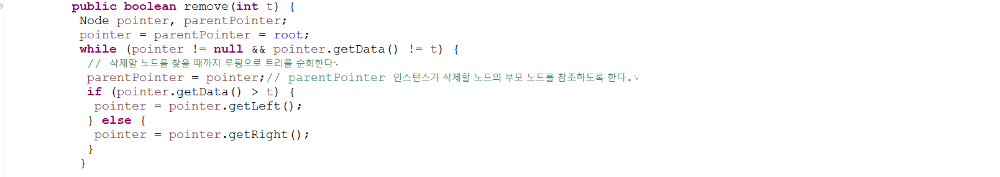 public boolean remove(int t) {
Node pointer, parentPointer;
pointer = parentPointer = root;
while (pointer != null && pointer.getData() != t) {
// 삭제할 노드를 찾을 때까지 루핑으로 트리를 순회한다.
parentPointer = pointer;// parentPointer 인스턴스가 삭제할 노드의 부모 노드를 참조하도록 한다.
if (pointer.getData() > t) {
pointer = pointer.getLeft();
} else {
pointer = pointer.getRight();
}
}